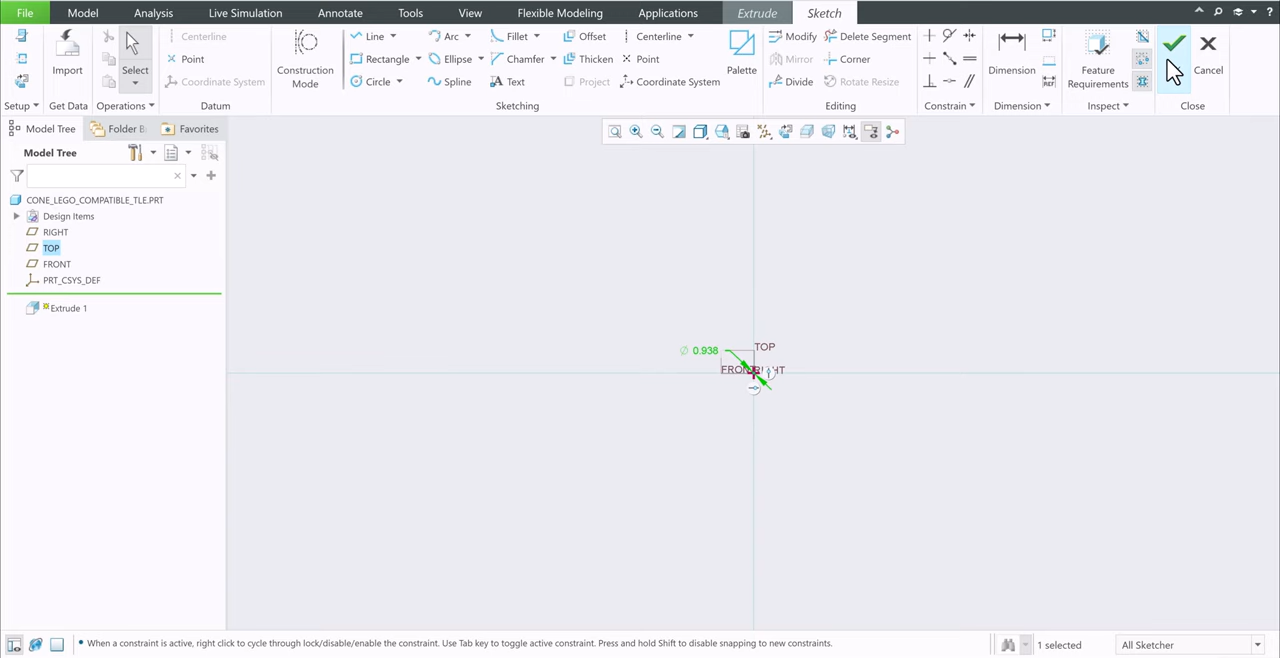 File Model Analysis Live Simulation Annotate Tools View Flexible Modeling Applications Extrude Sketch
Centerline Line Arc Fillet Offset Centerline Modify Delete Segment
Point Rectangle Ellipse Chamfer Thicken Point Mirror Corner
Import Select Coordinate System Construction Mode Circle Spline Text Project Coordinate System Palette Divide Rotate Resize Dimension Feature Requirements Cancel
Setup Get Data Operations Datum Sketching Editing Constrain Dimension Inspect Close
REF
Model Tree Folder B Favorites
Model Tree
CONE_LEGO_COMPATIBLE_TLE.PRT
Design Items
RIGHT
TOP
FRONT
PRT_CSYS_DEF
Extrude 1
Ø 0.938 TOP
When a constraint is active, right click to cycle through lock/disable/enable the constraint. Use Tab key to toggle active constraint. Press and hold Shift to disable snapping to new constraints.
1 selected
All Sketcher